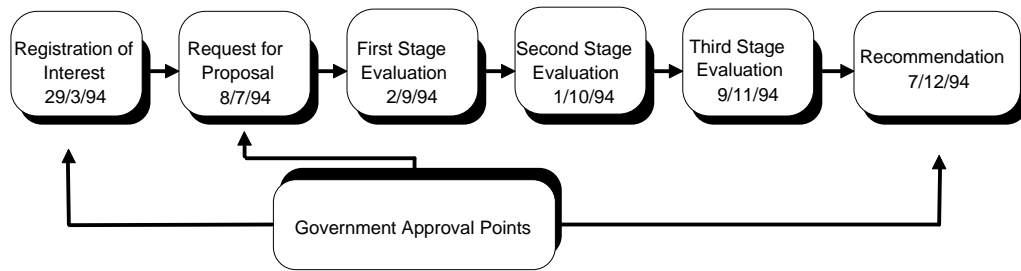 Registration of
Interest
29/3/94
Request for
Proposal
8/7/94
First Stage
Evaluation
2/9/94
Second Stage
Evaluation
1/10/94
Third Stage
Evaluation
9/11/94
Recommendation
7/12/94
Government Approval Points